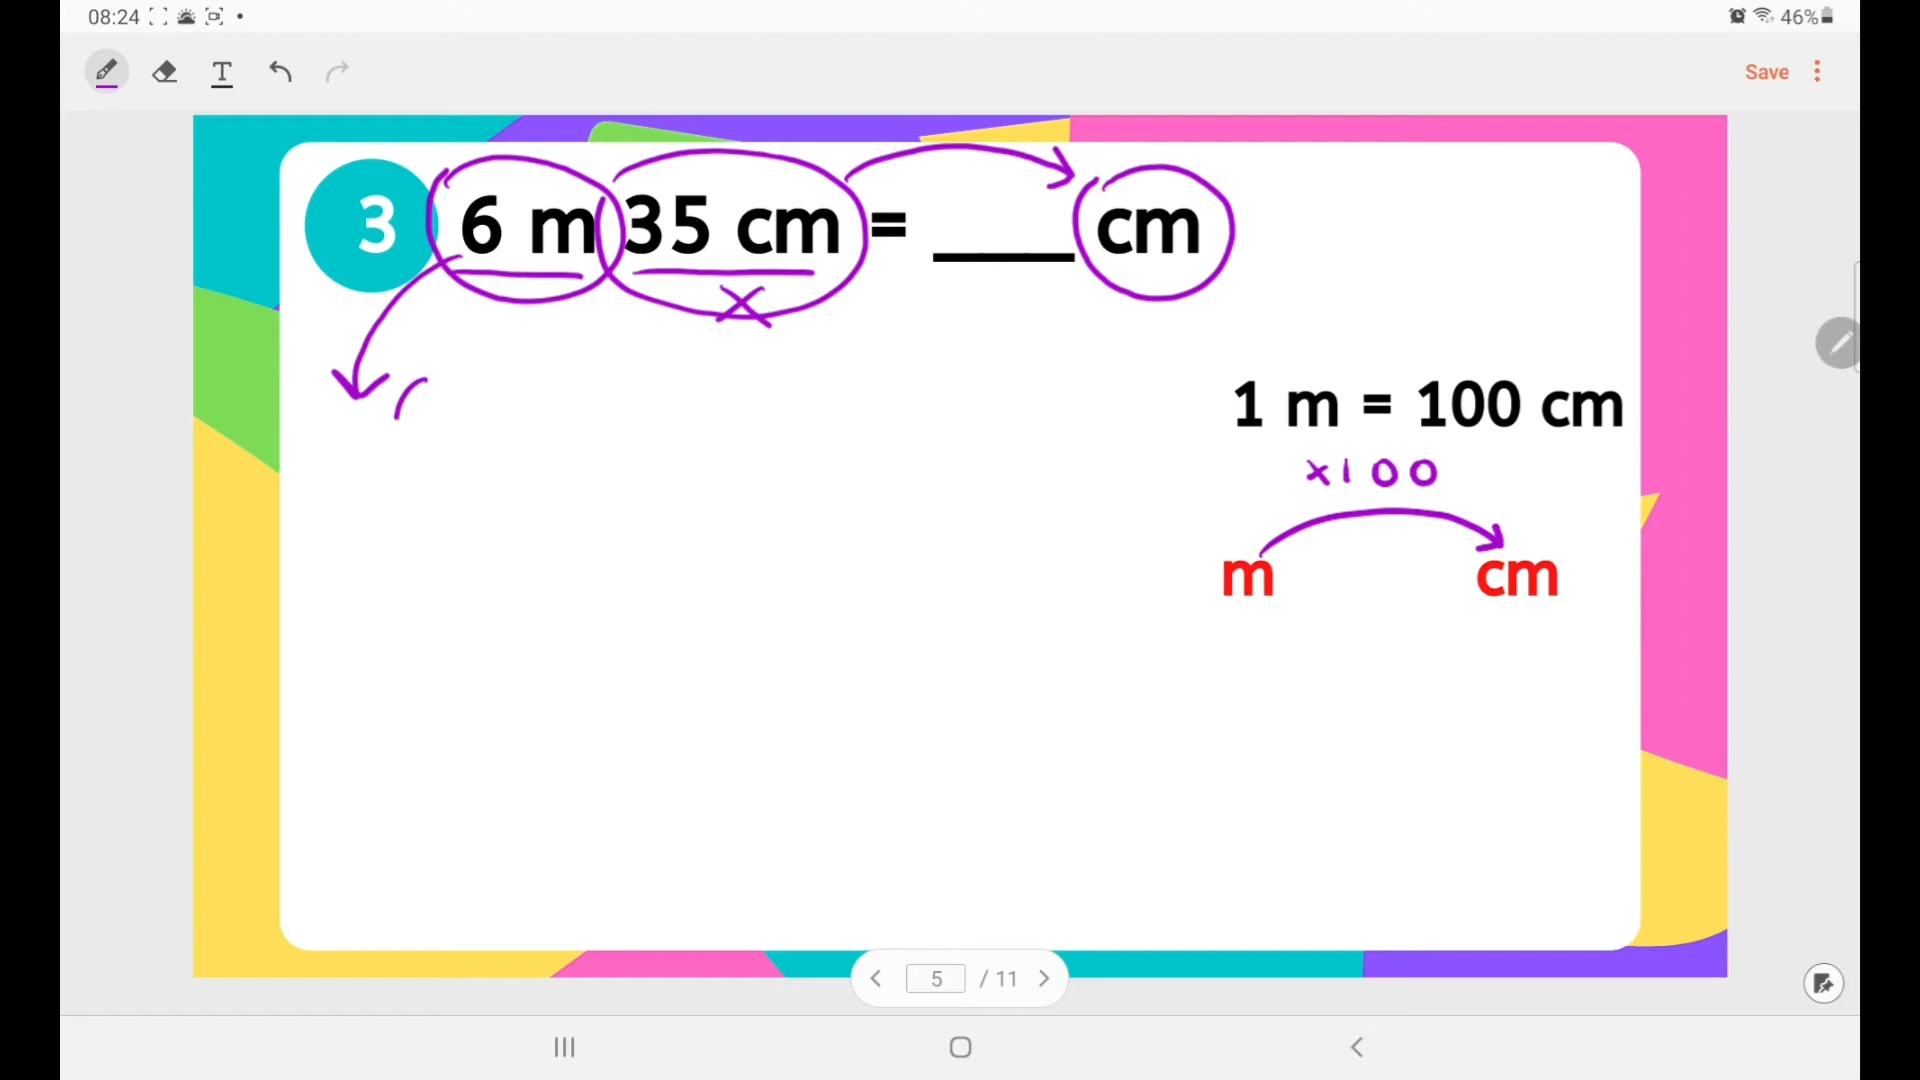 08:24
46%
Save
3 6 m 35 cm = ____ cm
1 m = 100 cm
×100
m cm
5 / 11